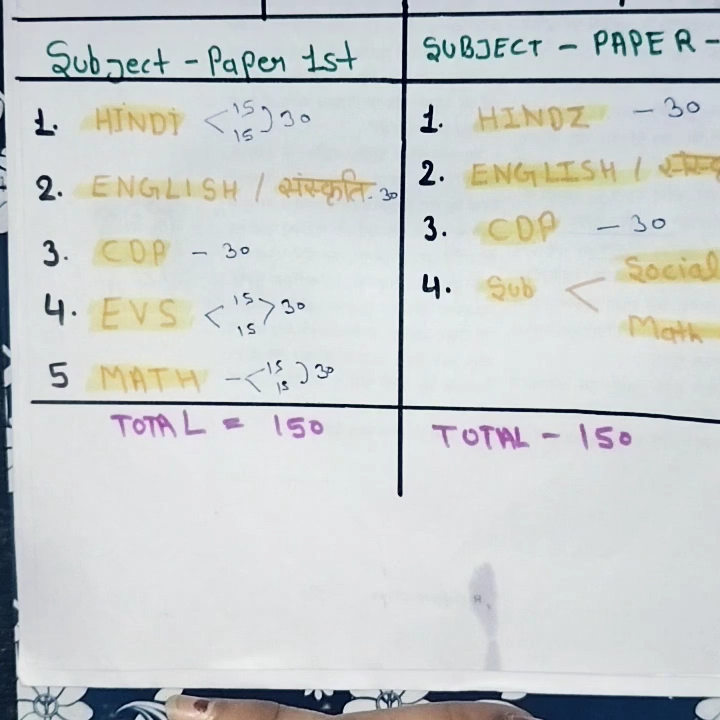 Subject - Paper 1st
1. HINDI < 15 15 ) 30
2. ENGLISH / संस्कृति - 30
3. CDP - 30
4. EVS < 15 15 > 30
5 MATH - < 15 15 ) 30
TOTAL = 150
SUBJECT - PAPER -
1. HINDI - 30
2. ENGLISH /
3. CDP - 30
4. Sub < Social
Math
TOTAL - 150